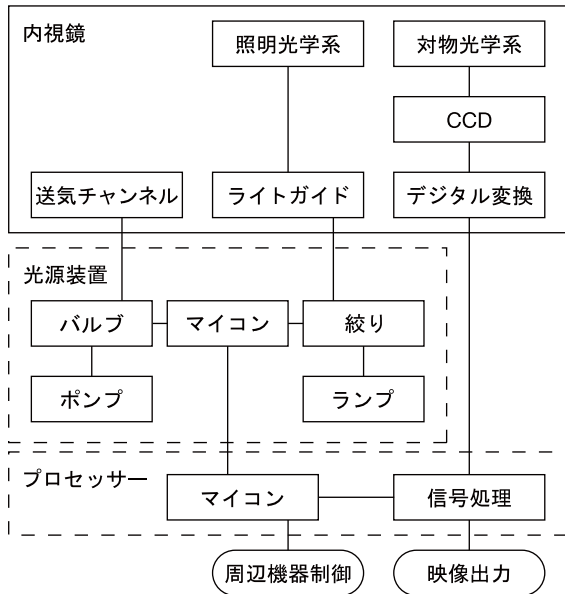 内視鏡
照明光学系
対物光学系
CCD
送気チャンネル
ライトガイド
デジタル変換
光源装置
バルブ
マイコン
絞り
ポンプ
ランプ
プロセッサー
マイコン
信号処理
周辺機器制御
映像出力